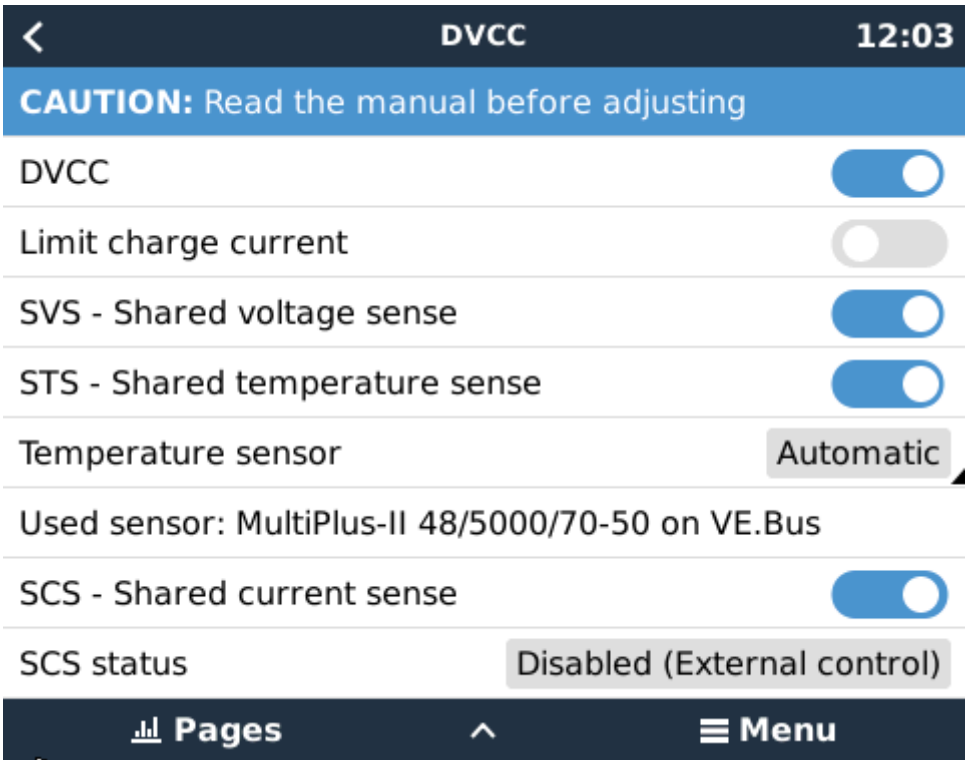 DVCC 12:03
CAUTION: Read the manual before adjusting
DVCC
Limit charge current
SVS - Shared voltage sense
STS - Shared temperature sense
Temperature sensor Automatic
Used sensor: MultiPlus-II 48/5000/70-50 on VE.Bus
SCS - Shared current sense
SCS status Disabled (External control)
Pages Menu